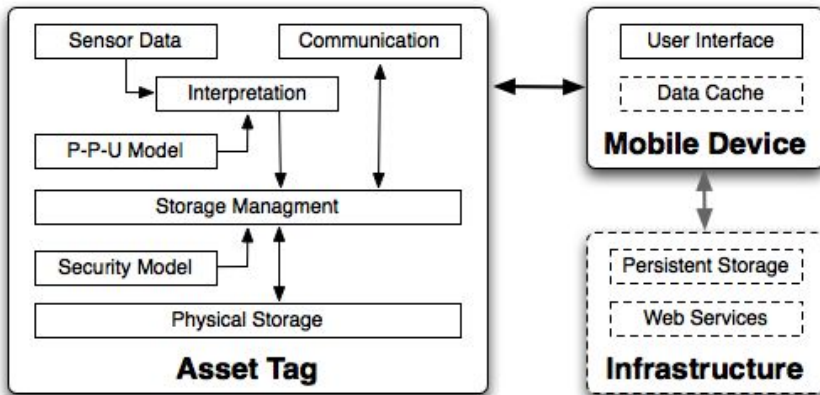 Sensor Data
Communication
Interpretation
P-P-U Model
Storage Managment
Security Model
Physical Storage
Asset Tag
User Interface
Data Cache
Mobile Device
Persistent Storage
Web Services
Infrastructure